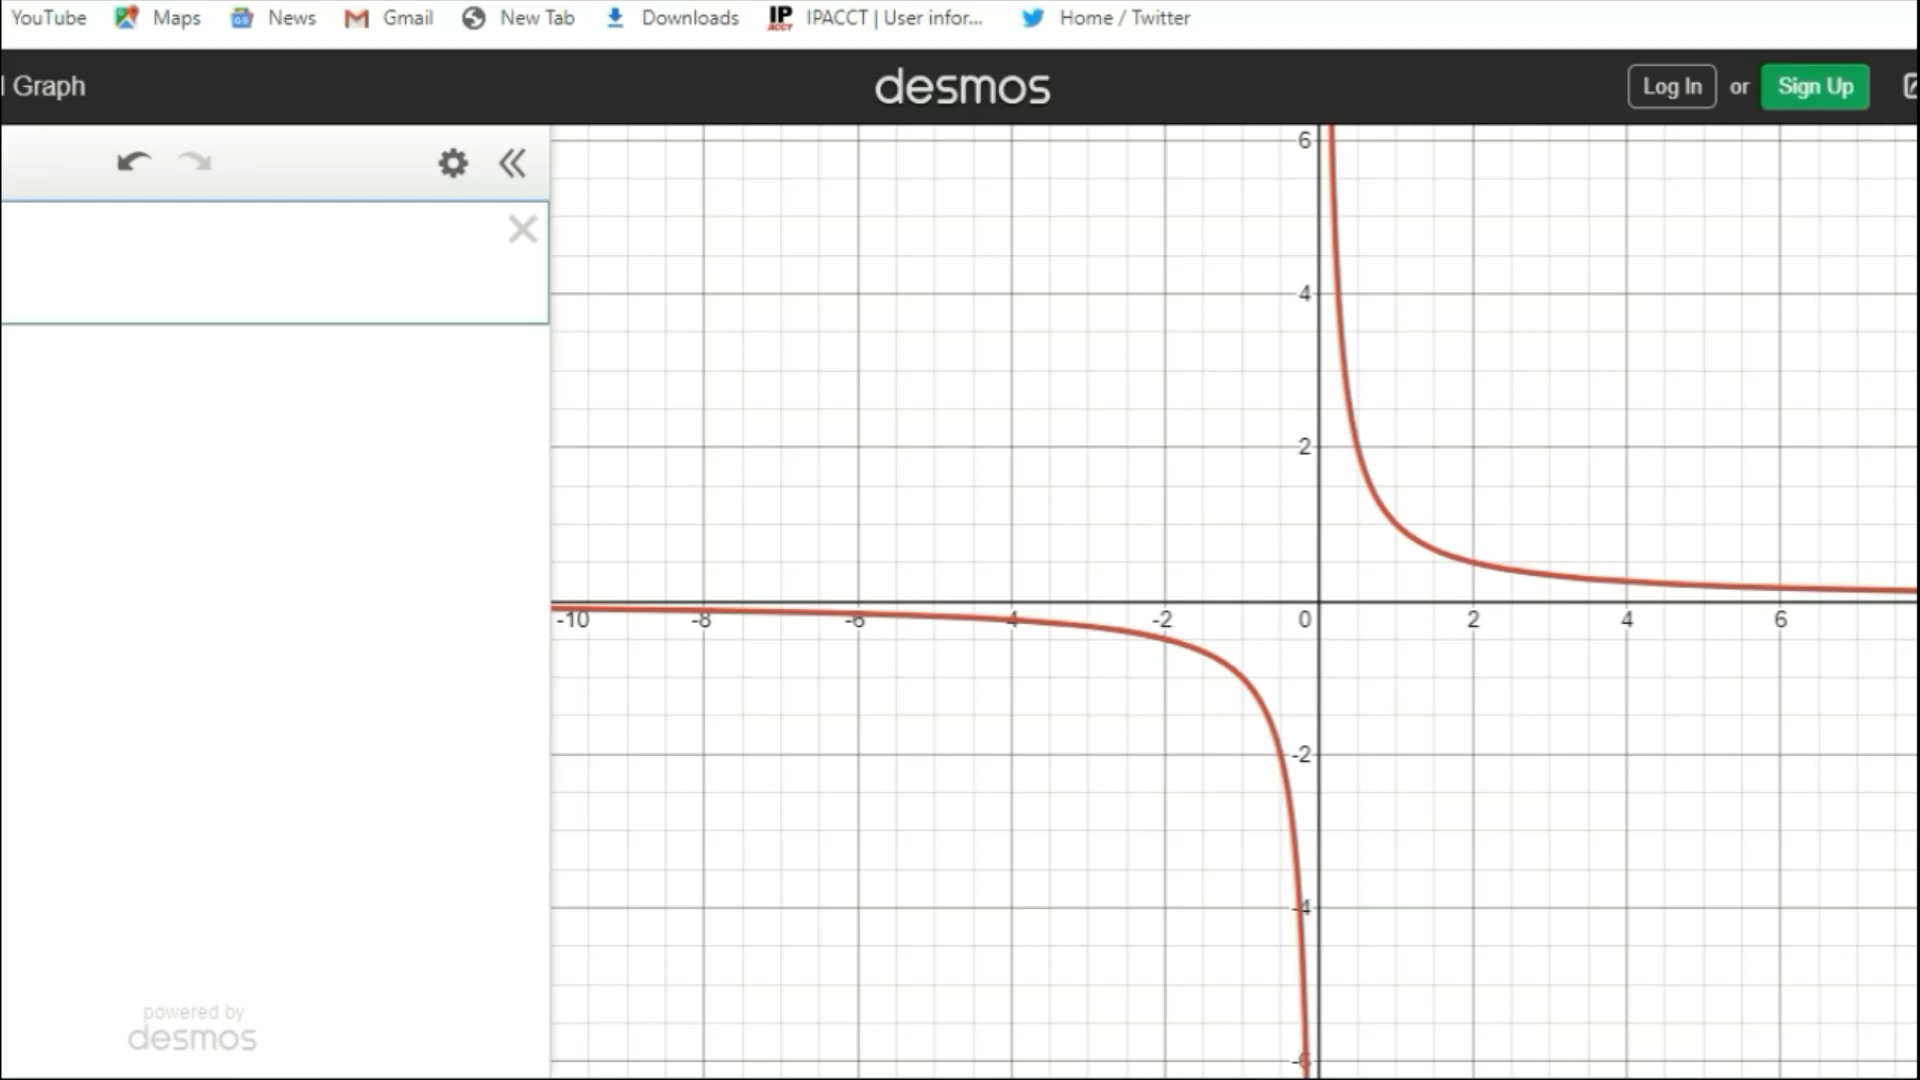 YouTube Maps News Gmail New Tab Downloads IPACCT | User infor... Home / Twitter
l Graph desmos Log In or Sign Up
6
4
2
-10 -8 -6 -4 -2 0 2 4 6
-2
-4
-6
powered by
desmos